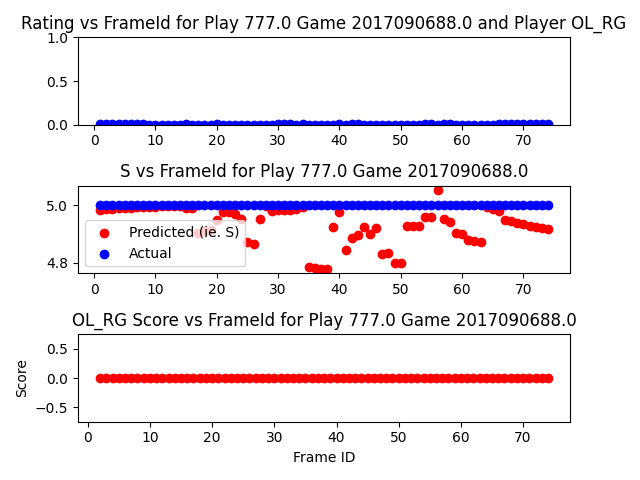 Rating vs FrameId for Play 777.0 Game 2017090688.0 and Player OL_RG
1.0
0.5
0.0
0 10 20 30 40 50 60 70
S vs FrameId for Play 777.0 Game 2017090688.0
5.0
4.8
Predicted (ie. S)
Actual
0 10 20 30 40 50 60 70
OL_RG Score vs FrameId for Play 777.0 Game 2017090688.0
Score
0.5
0.0
−0.5
0 10 20 30 40 50 60 70
Frame ID